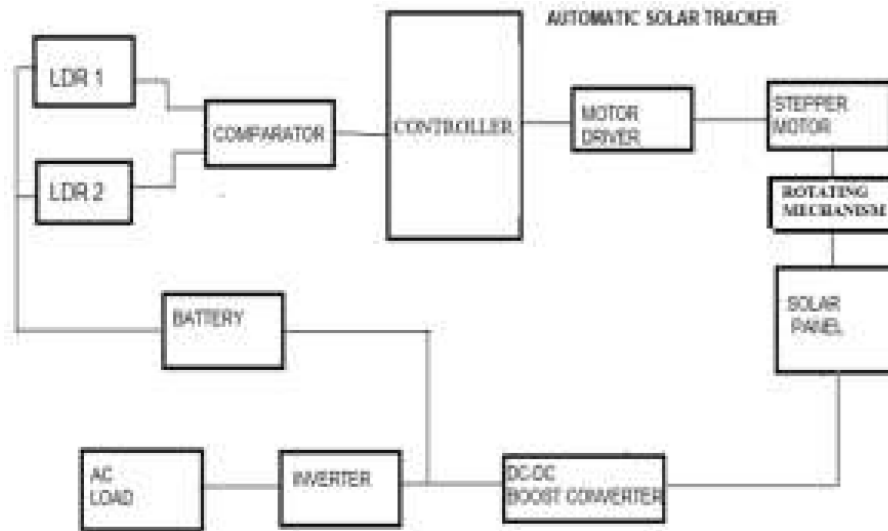 AUTOMATIC SOLAR TRACKER
LDR 1
COMPARATOR
CONTROLLER
MOTOR
DRIVER
STEPPER
MOTOR
LDR 2
ROTATING
MECHANISM
BATTERY
SOLAR
PANEL
AC
LOAD
INVERTER
DC-DC
BOOST CONVERTER